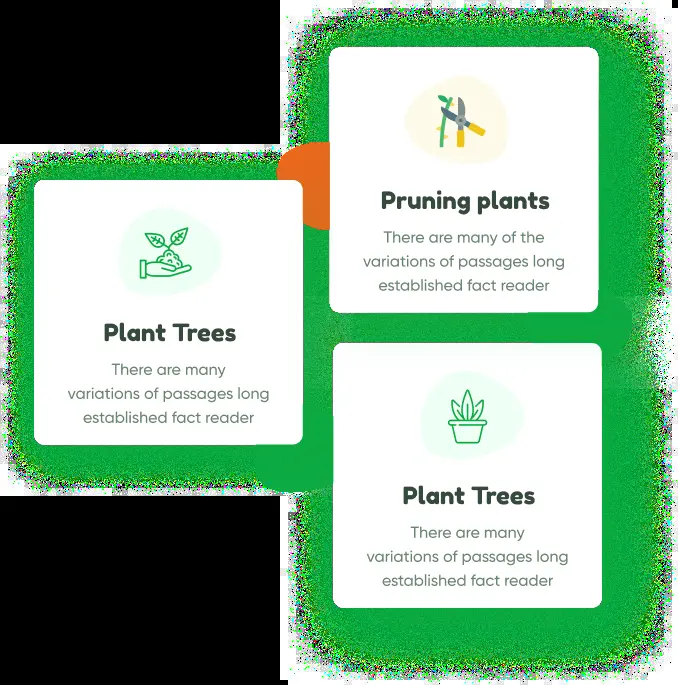 Pruning plants
There are many of the
variations of passages long
established fact reader
Plant Trees
There are many
variations of passages long
established fact reader
Plant Trees
There are many
variations of passages long
established fact reader